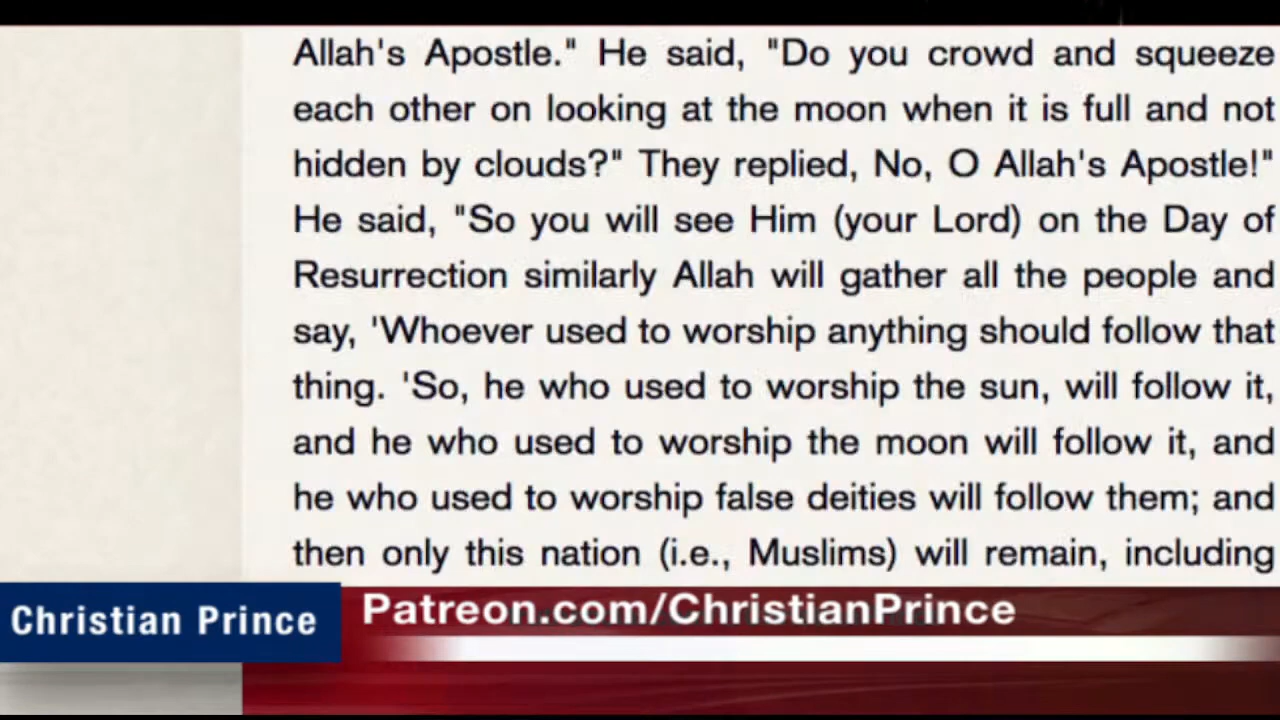 Allah's Apostle." He said, "Do you crowd and squeeze
each other on looking at the moon when it is full and not
hidden by clouds?" They replied, No, O Allah's Apostle!"
He said, "So you will see Him (your Lord) on the Day of
Resurrection similarly Allah will gather all the people and
say, 'Whoever used to worship anything should follow that
thing. 'So, he who used to worship the sun, will follow it,
and he who used to worship the moon will follow it, and
he who used to worship false deities will follow them; and
then only this nation (i.e., Muslims) will remain, including
Christian Prince
Patreon.com/ChristianPrince